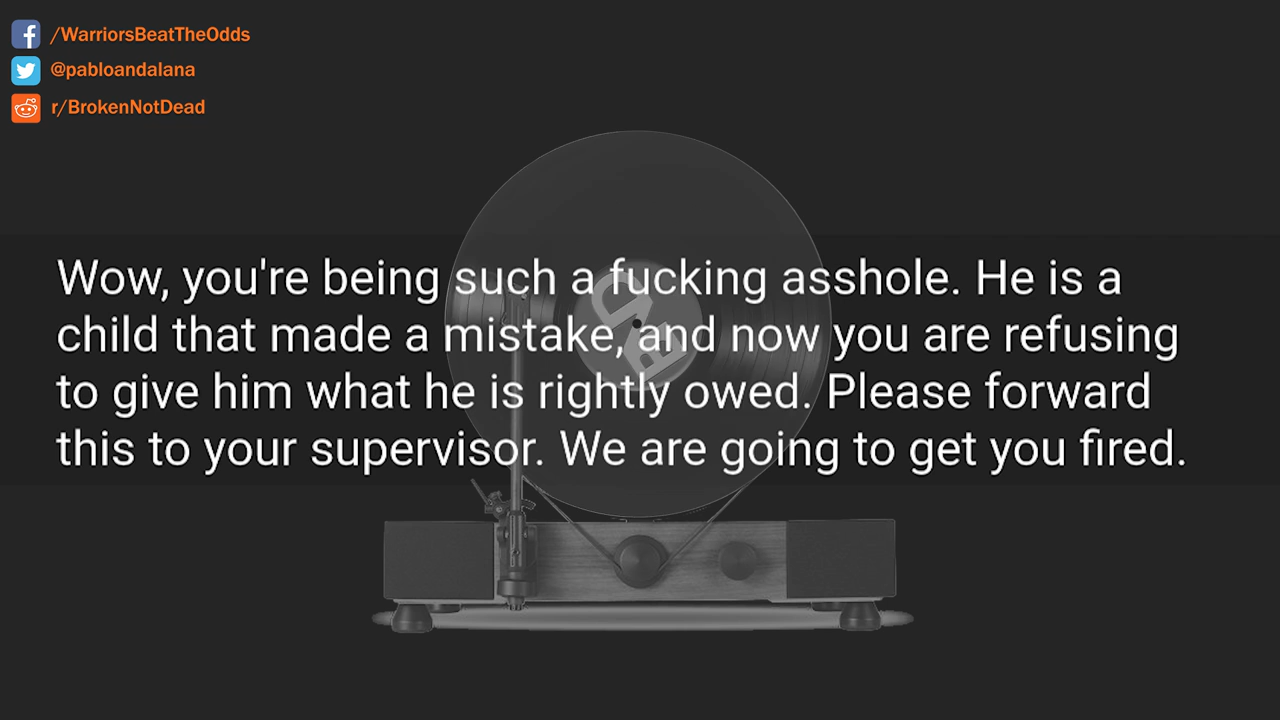 /WarriorsBeatTheOdds
@pabloandalana
r/BrokenNotDead
Wow, you're being such a fucking asshole. He is a
child that made a mistake, and now you are refusing
to give him what he is rightly owed. Please forward
this to your supervisor. We are going to get you fired.